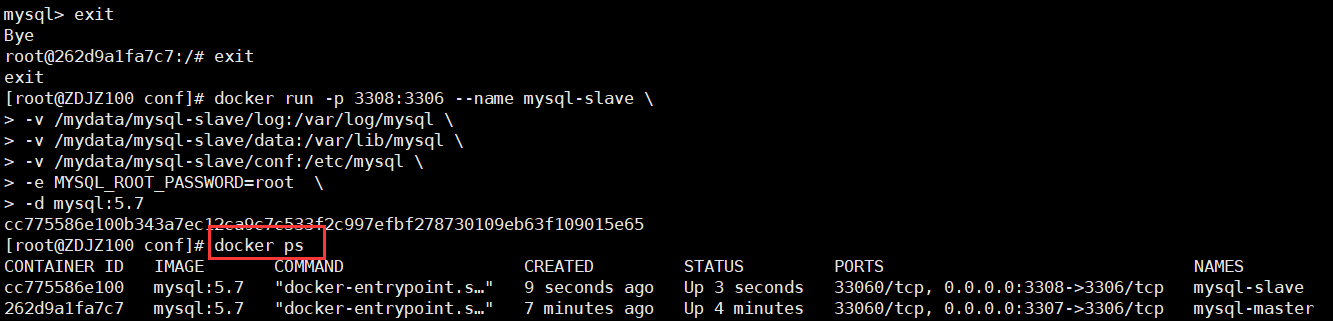 mysql> exit
Bye
root@262d9a1fa7c7:/# exit
exit
[root@ZDJZ100 conf]# docker run -p 3308:3306 --name mysql-slave \
> -v /mydata/mysql-slave/log:/var/log/mysql \
> -v /mydata/mysql-slave/data:/var/lib/mysql \
> -v /mydata/mysql-slave/conf:/etc/mysql \
> -e MYSQL_ROOT_PASSWORD=root  \
> -d mysql:5.7
cc775586e100b343a7ec12ca9c7c533f2c997efbf278730109eb63f109015e65
[root@ZDJZ100 conf]# docker ps
CONTAINER ID   IMAGE       COMMAND                  CREATED         STATUS         PORTS                               NAMES
cc775586e100   mysql:5.7   "docker-entrypoint.s…"   9 seconds ago   Up 3 seconds   33060/tcp, 0.0.0.0:3308->3306/tcp   mysql-slave
262d9a1fa7c7   mysql:5.7   "docker-entrypoint.s…"   7 minutes ago   Up 4 minutes   33060/tcp, 0.0.0.0:3307->3306/tcp   mysql-master